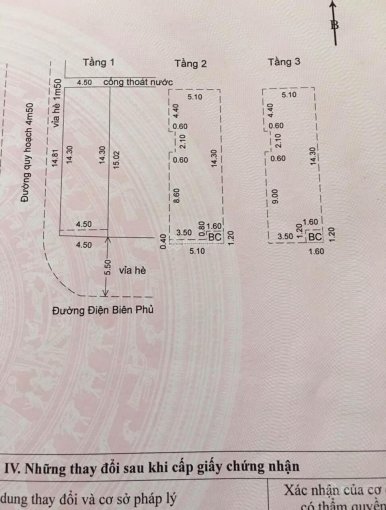 B
Tầng 1
Tầng 2
Tầng 3
4.50 cống thoát nước
5.10
5.10
Đường quy hoạch 4m50
vỉa hè 1m50
14.81
14.30
14.30
15.02
4.40
0.60
2.10
0.60
14.30
8.60
4.40
0.60
2.10
0.60
14.30
9.00
4.50
4.50
0.40
3.50
0.80
1.60
BC
1.20
5.10
3.50
1.20
1.60
BC
1.20
1.60
5.50
vỉa hè
Đường Điện Biên Phủ
IV. Những thay đổi sau khi cấp giấy chứng nhận
dung thay đổi và cơ sở pháp lý
Xác nhận của cơ
có thẩm quyền